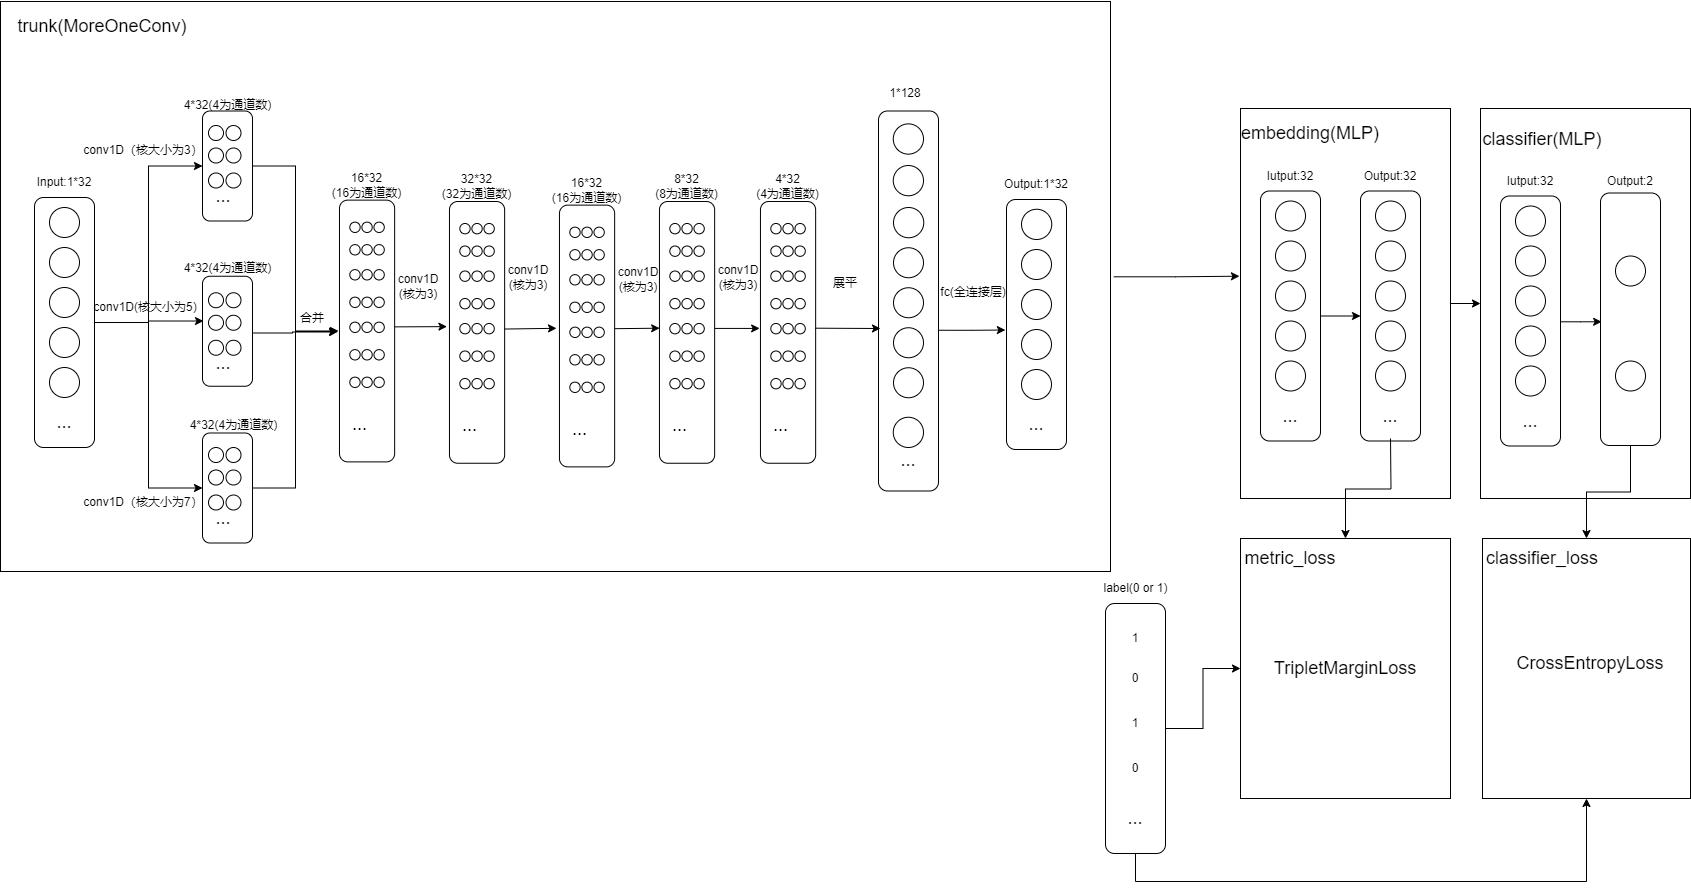 trunk(MoreOneConv)
Input:1*32
conv1D（核大小为3）
4*32(4为通道数)
...
conv1D(核大小为5)
4*32(4为通道数)
...
conv1D（核大小为7）
4*32(4为通道数)
...
...
合并
16*32
(16为通道数)
...
conv1D
(核为3)
32*32
(32为通道数)
...
conv1D
(核为3)
16*32
(16为通道数)
...
conv1D
(核为3)
8*32
(8为通道数)
...
conv1D
(核为3)
4*32
(4为通道数)
...
展平
1*128
...
fc(全连接层)
Output:1*32
...
embedding(MLP)
Iutput:32
...
Output:32
...
classifier(MLP)
Iutput:32
...
Output:2
label(0 or 1)
1
0
1
0
...
metric_loss
TripletMarginLoss
classifier_loss
CrossEntropyLoss